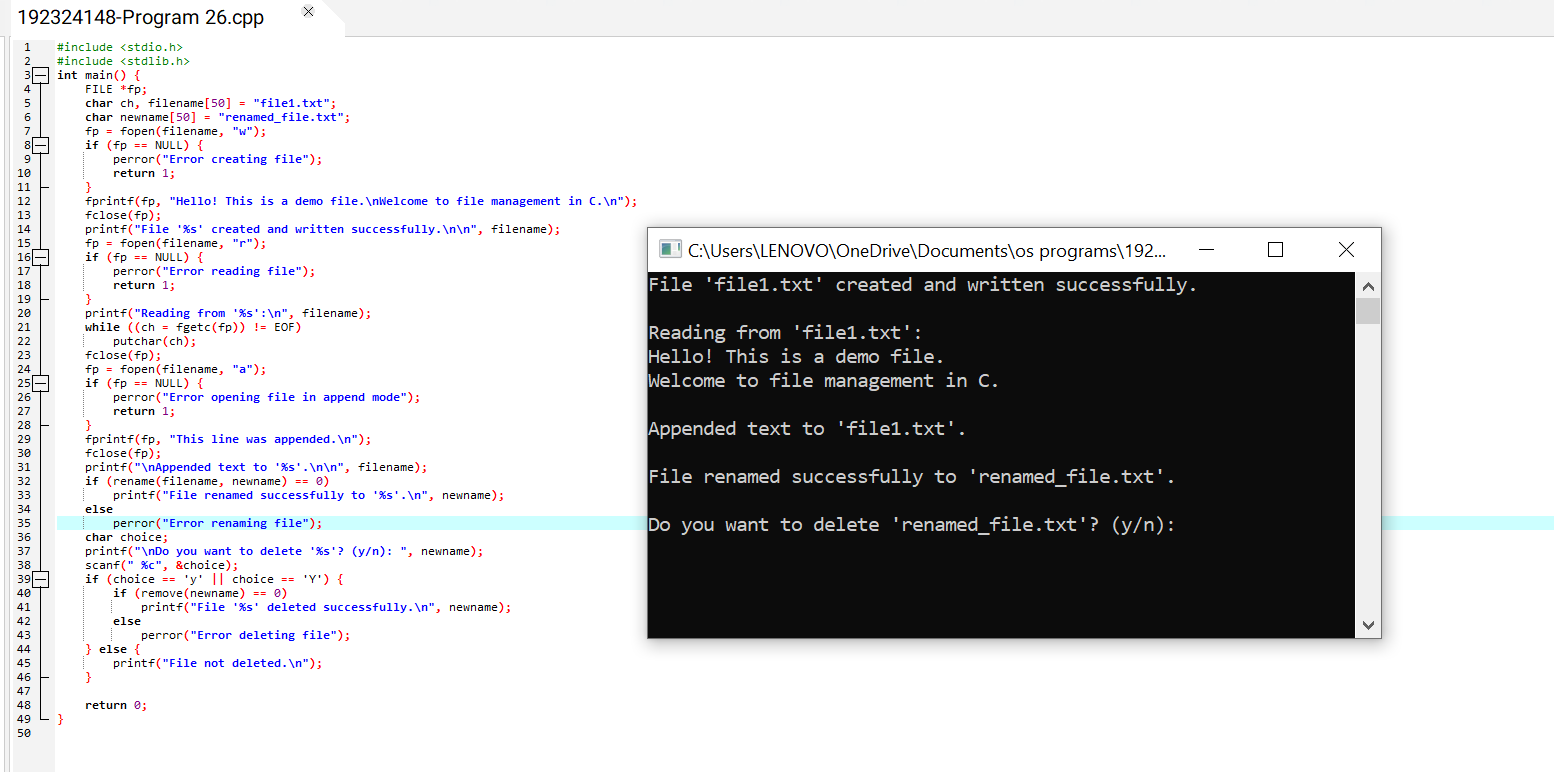 192324148-Program 26.cpp
1 #include <stdio.h>
2 #include <stdlib.h>
3 int main() {
4 FILE *fp;
5 char ch, filename[50] = "file1.txt";
6 char newname[50] = "renamed_file.txt";
7 fp = fopen(filename, "w");
8 if (fp == NULL) {
9 perror("Error creating file");
10 return 1;
11 }
12 fprintf(fp, "Hello! This is a demo file.\nWelcome to file management in C.\n");
13 fclose(fp);
14 printf("File '%s' created and written successfully.\n\n", filename);
15 fp = fopen(filename, "r");
16 if (fp == NULL) {
17 perror("Error reading file");
18 return 1;
19 }
20 printf("Reading from '%s':\n", filename);
21 while ((ch = fgetc(fp)) != EOF)
22 putchar(ch);
23 fclose(fp);
24 fp = fopen(filename, "a");
25 if (fp == NULL) {
26 perror("Error opening file in append mode");
27 return 1;
28 }
29 fprintf(fp, "This line was appended.\n");
30 fclose(fp);
31 printf("\nAppended text to '%s'.\n\n", filename);
32 if (rename(filename, newname) == 0)
33 printf("File renamed successfully to '%s'.\n", newname);
34 else
35 perror("Error renaming file");
36 char choice;
37 printf("\nDo you want to delete '%s'? (y/n): ", newname);
38 scanf(" %c", &choice);
39 if (choice == 'y' || choice == 'Y') {
40 if (remove(newname) == 0)
41 printf("File '%s' deleted successfully.\n", newname);
42 else
43 perror("Error deleting file");
44 } else {
45 printf("File not deleted.\n");
46 }
47
48 return 0;
49 }
50
C:\Users\LENOVO\OneDrive\Documents\os programs\192...
File 'file1.txt' created and written successfully.
Reading from 'file1.txt':
Hello! This is a demo file.
Welcome to file management in C.
Appended text to 'file1.txt'.
File renamed successfully to 'renamed_file.txt'.
Do you want to delete 'renamed_file.txt'? (y/n):